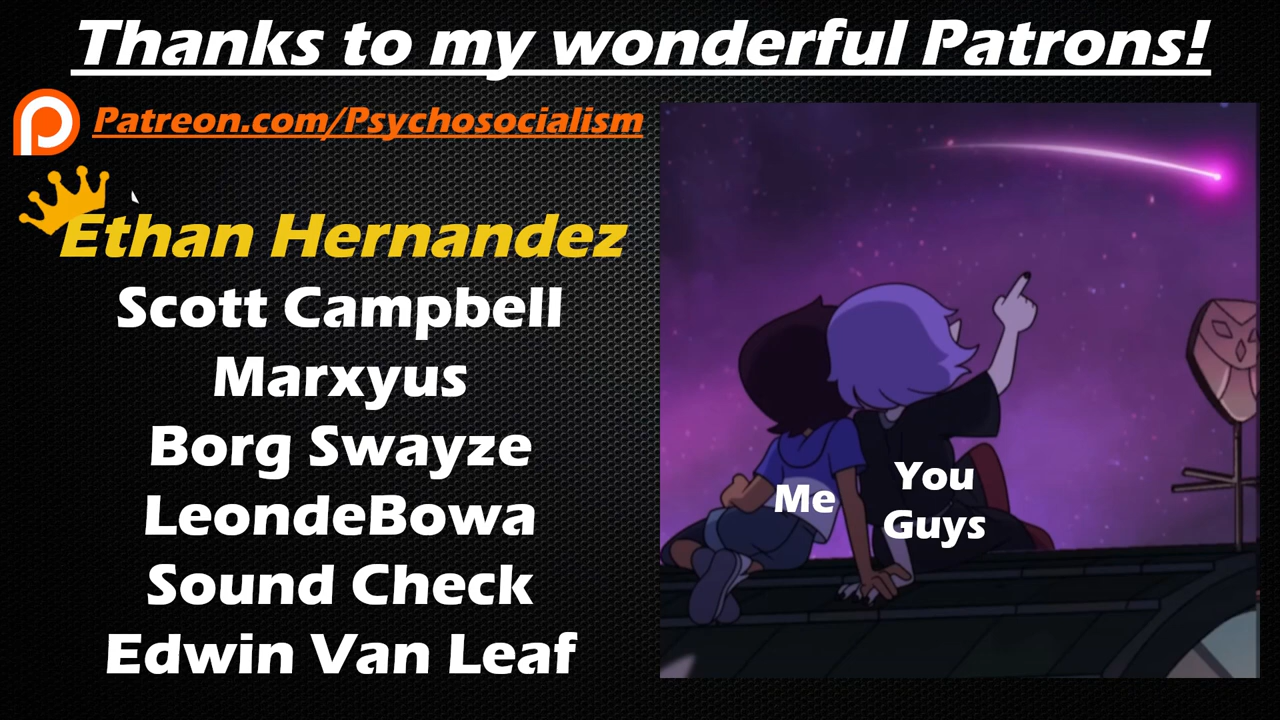 Thanks to my wonderful Patrons!
Patreon.com/Psychosocialism
Ethan Hernandez
Scott Campbell
Marxyus
Borg Swayze
LeondeBowa
Sound Check
Edwin Van Leaf
Me
You
Guys